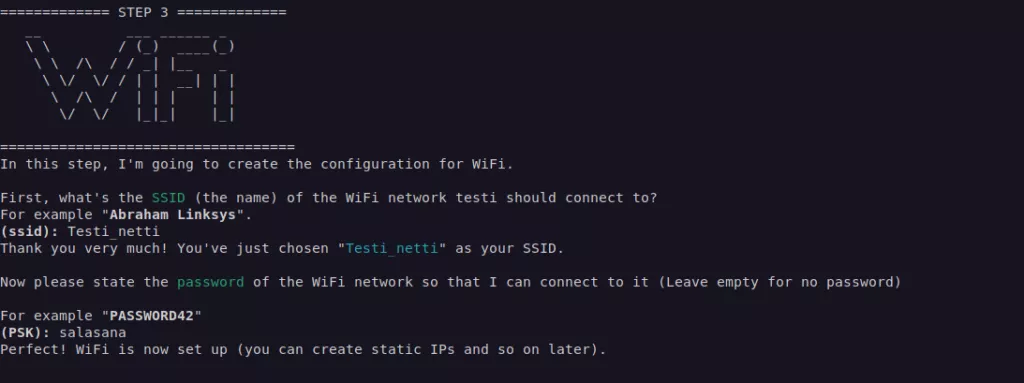 ============= STEP 3 =============
WiFi
===================================
In this step, I'm going to create the configuration for WiFi.
First, what's the SSID (the name) of the WiFi network testi should connect to?
For example "Abraham Linksys".
(ssid): Testi_netti
Thank you very much! You've just chosen "Testi_netti" as your SSID.
Now please state the password of the WiFi network so that I can connect to it (Leave empty for no password)
For example "PASSWORD42"
(PSK): salasana
Perfect! WiFi is now set up (you can create static IPs and so on later).